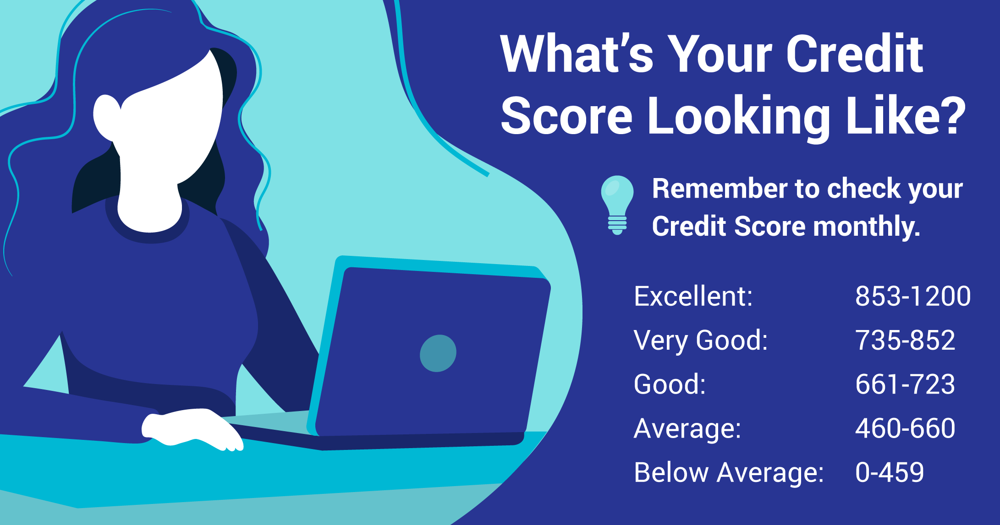 What’s Your Credit
Score Looking Like?
Remember to check your
Credit Score monthly.
Excellent: 853-1200
Very Good: 735-852
Good: 661-723
Average: 460-660
Below Average: 0-459